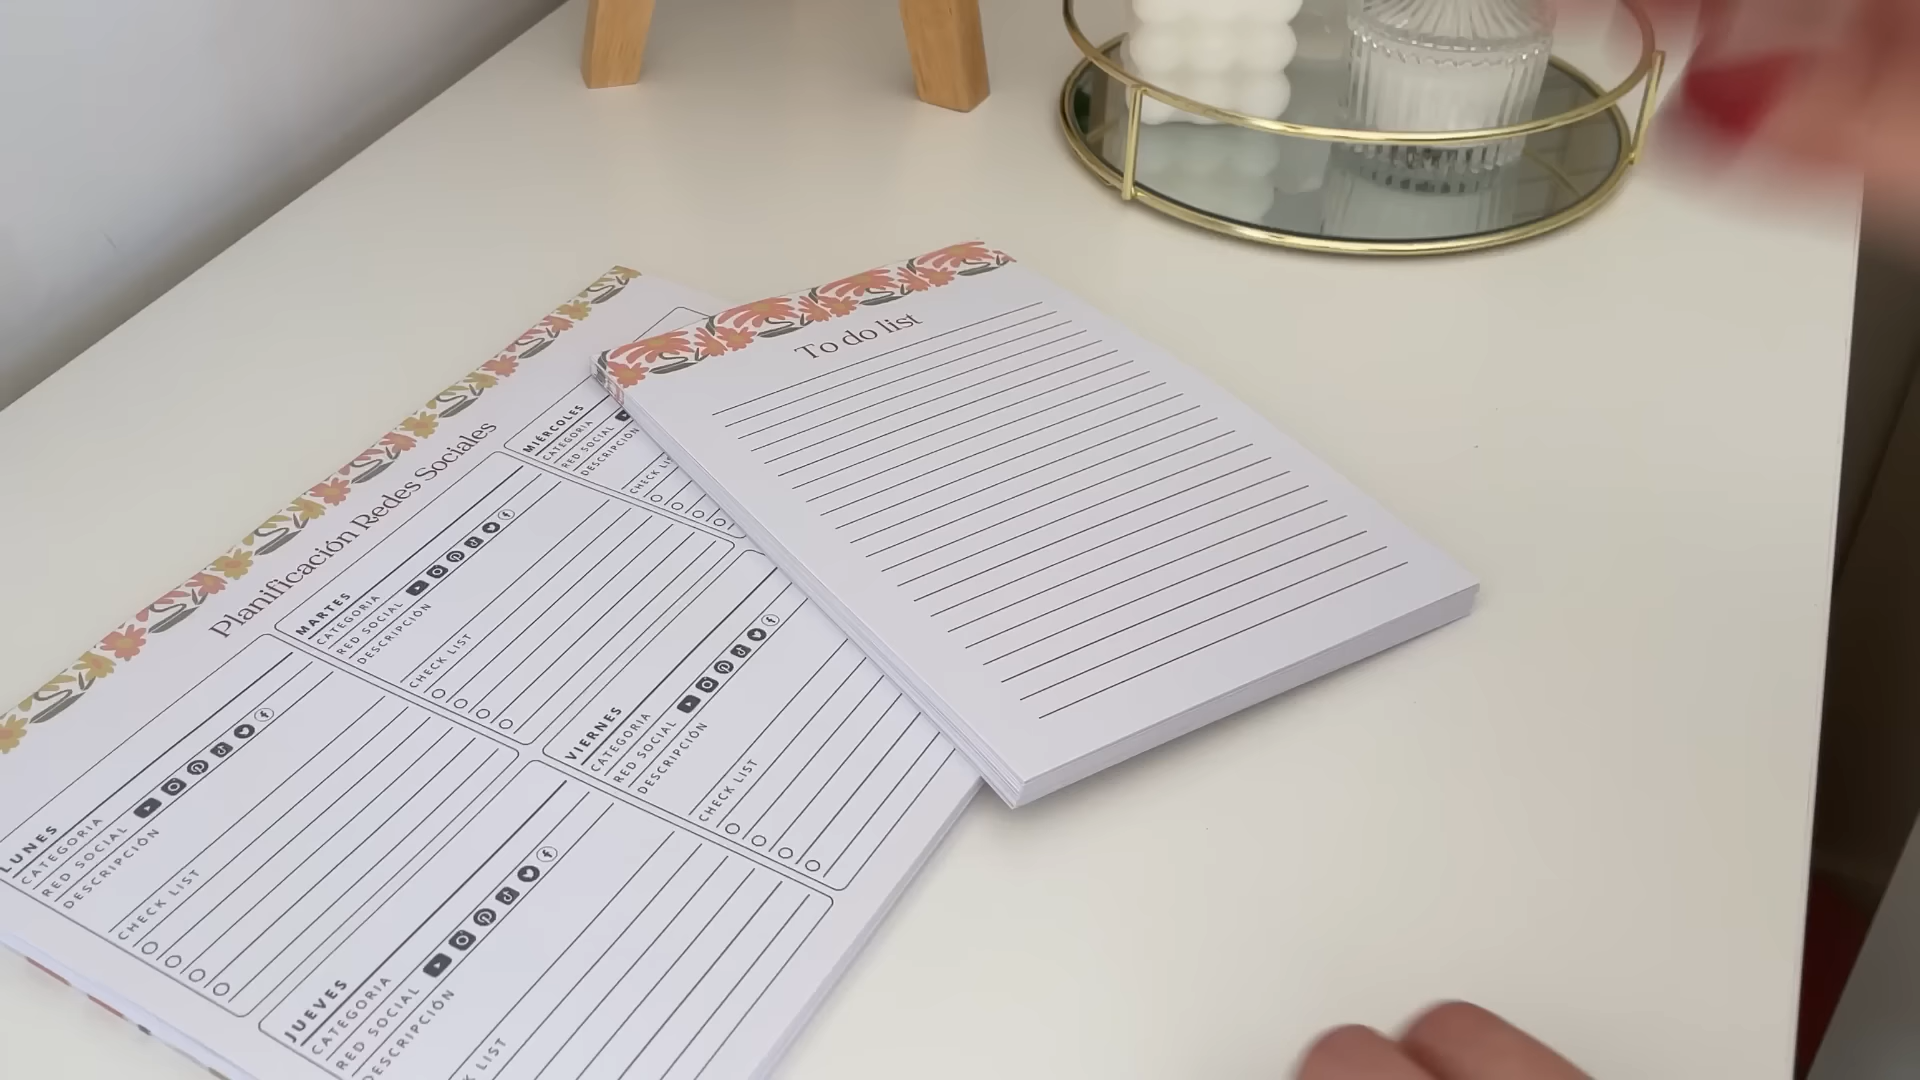 To do list
Planificación Redes Sociales
LUNES
CATEGORIA
RED SOCIAL
DESCRIPCIÓN
CHECK LIST
MARTES
CATEGORIA
RED SOCIAL
DESCRIPCIÓN
CHECK LIST
MIÉRCOLES
CATEGORIA
RED SOCIAL
DESCRIPCIÓN
CHECK LI
JUEVES
CATEGORIA
RED SOCIAL
DESCRIPCIÓN
K LIST
VIERNES
CATEGORIA
RED SOCIAL
DESCRIPCIÓN
CHECK LIST